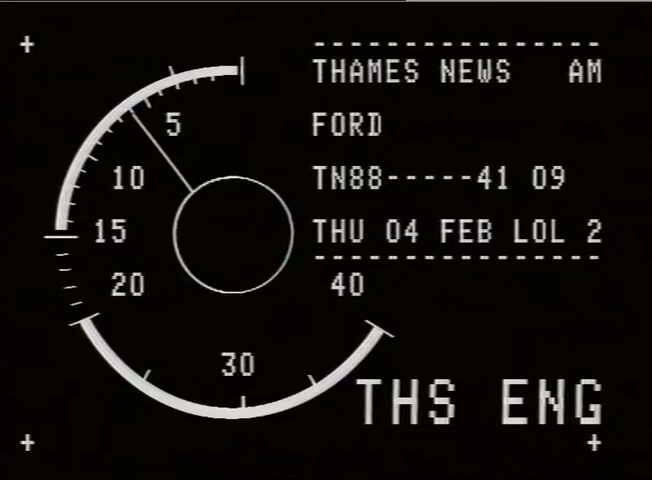 ----------------
THAMES NEWS AM
FORD
TN88-----41 09
THU 04 FEB LOL 2
----------------
5
10
15
20
30
40
THS ENG